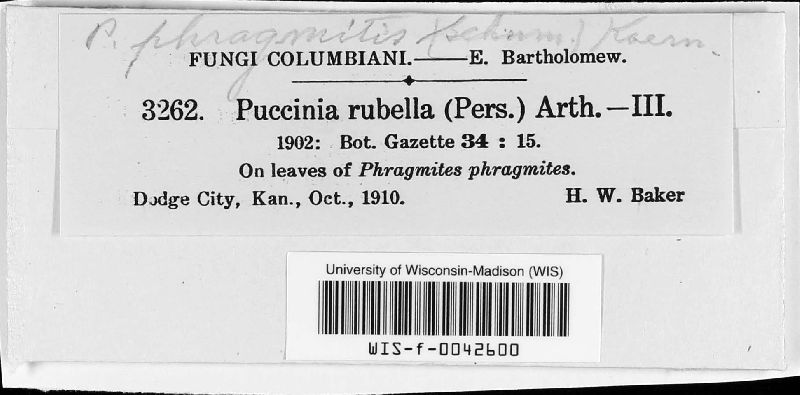 P. phragmitis (Schum.) Koern.
FUNGI COLUMBIANI.——E. Bartholomew.
3262. Puccinia rubella (Pers.) Arth.—III.
1902: Bot. Gazette 34 : 15.
On leaves of Phragmites phragmites.
Dodge City, Kan., Oct., 1910. H. W. Baker
University of Wisconsin-Madison (WIS)
WIS-f-0042600